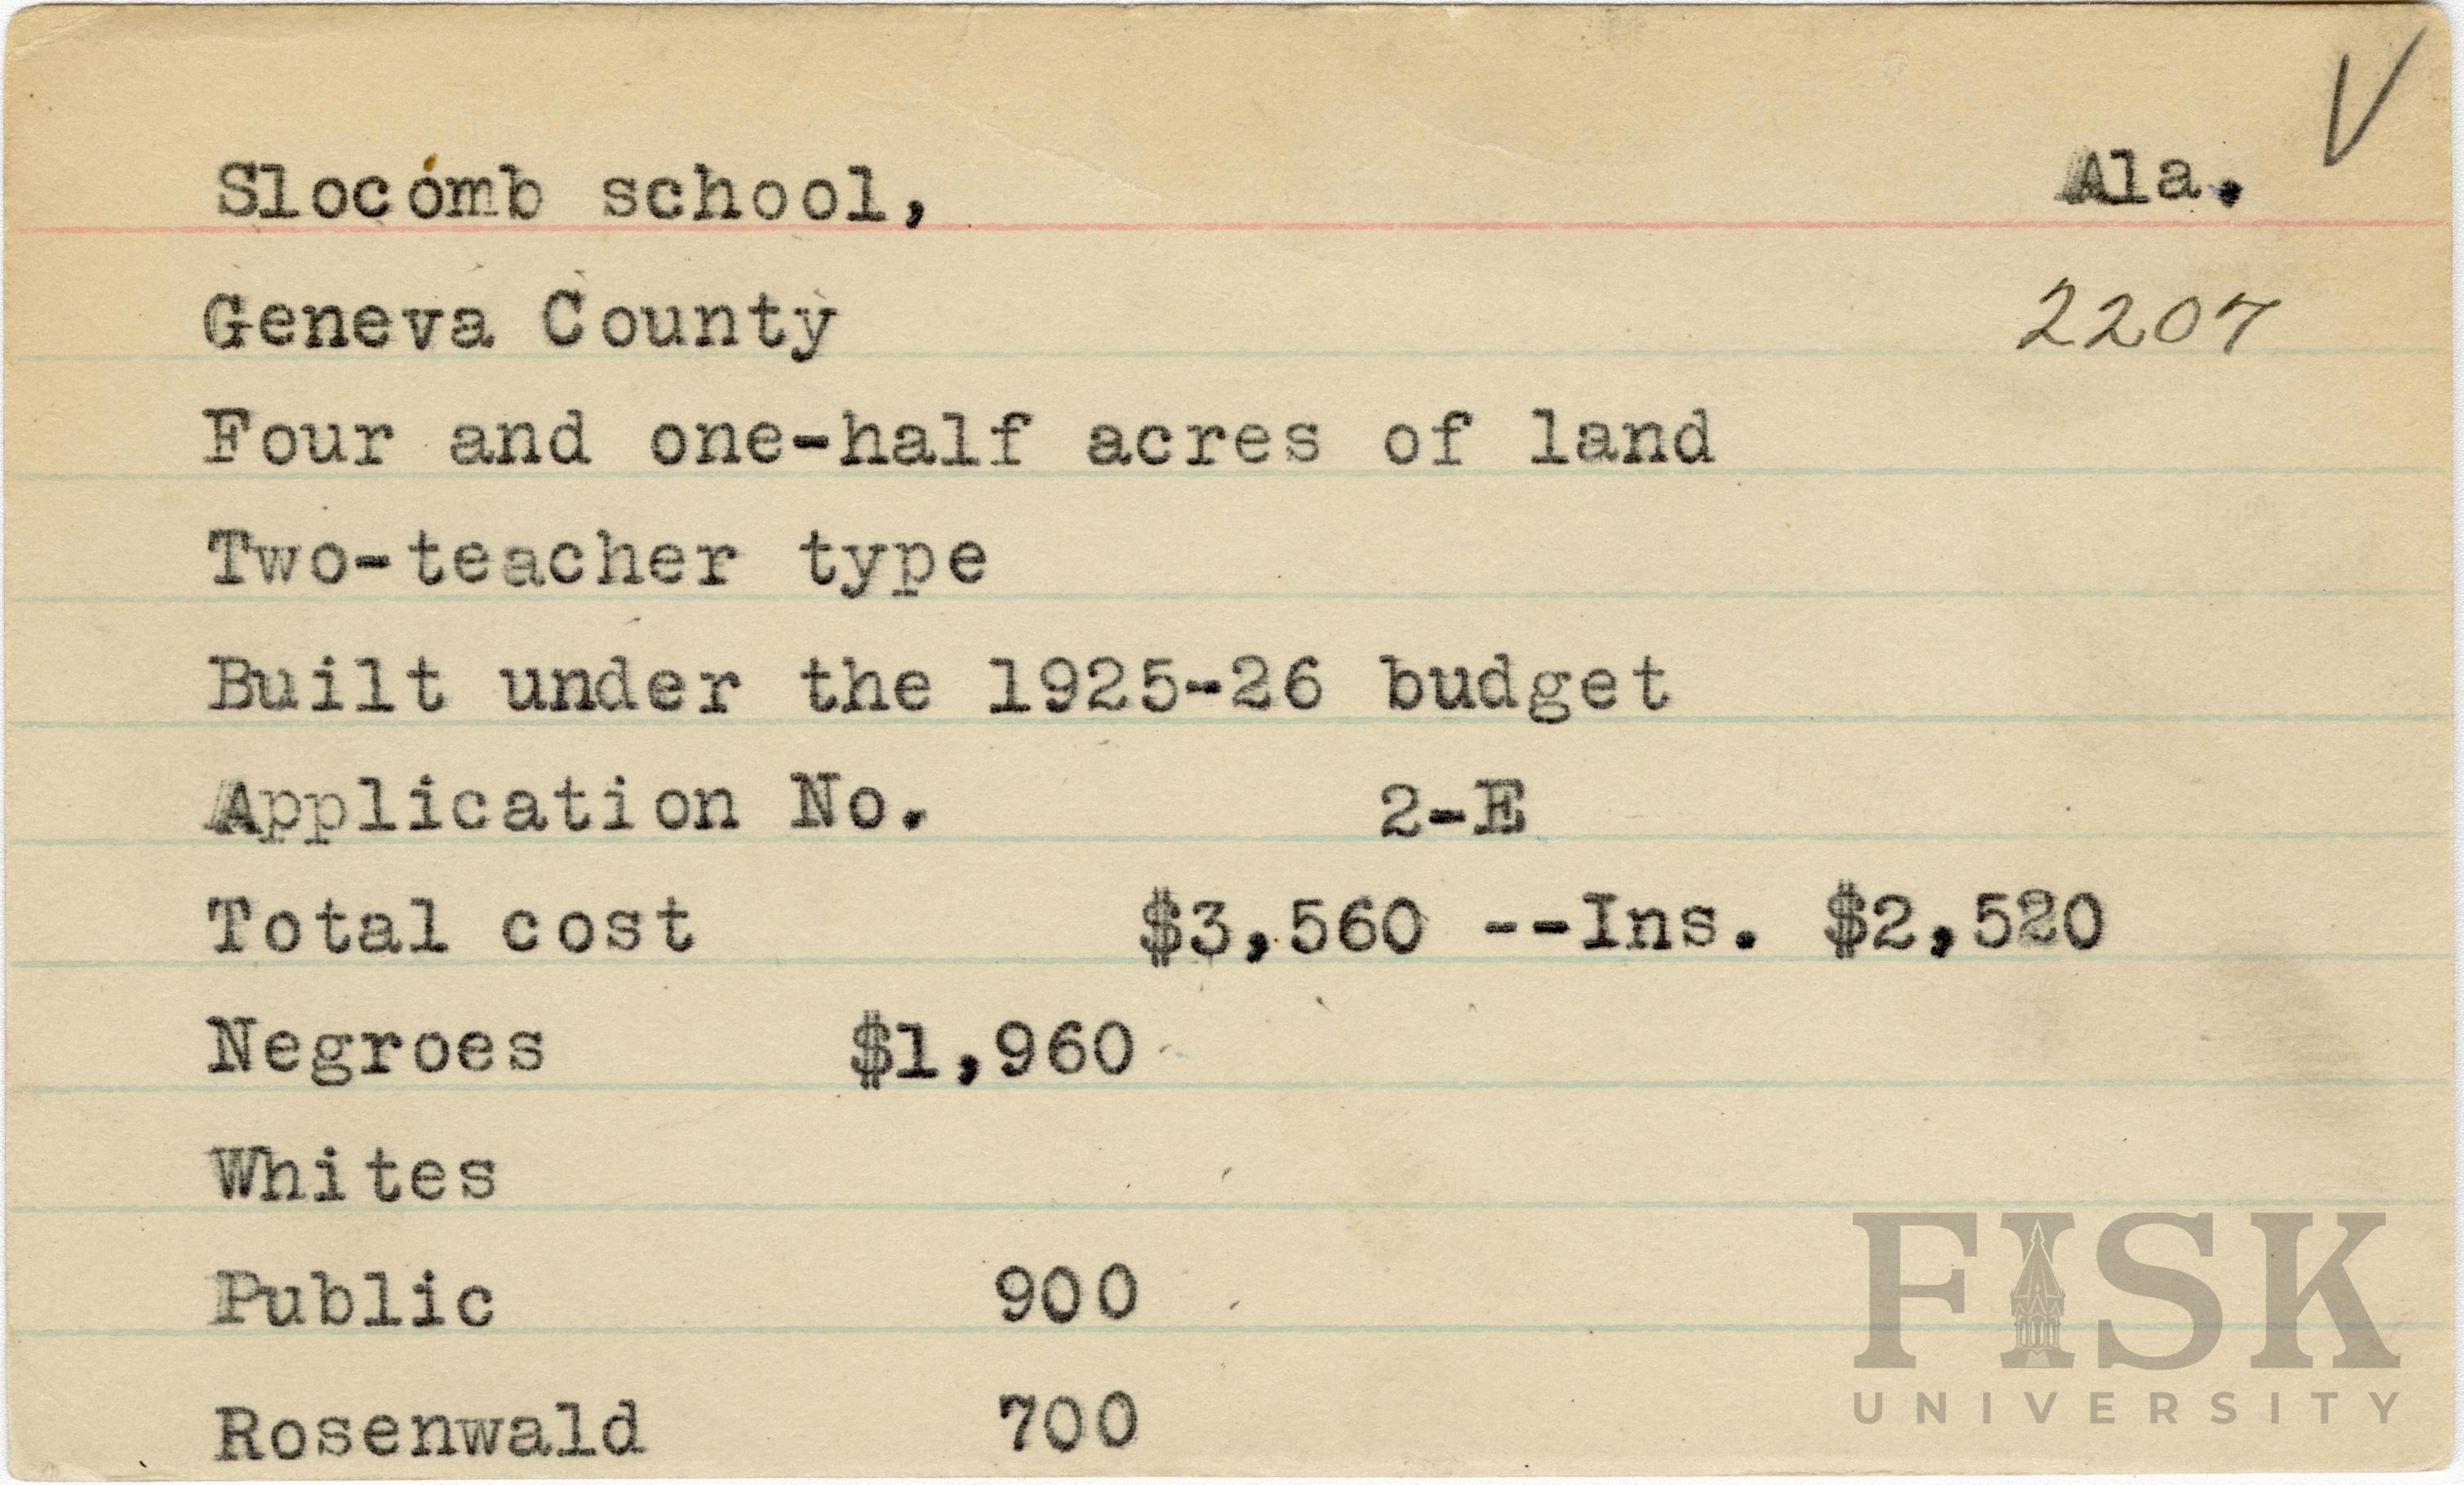 V
Slocomb school, Ala.
Geneva County 2207
Four and one-half acres of land
Two-teacher type
Built under the 1925-26 budget
Application No. 2-E
Total cost $3,560 --Ins. $2,520
Negroes $1,960
Whites
Public 900
Rosenwald 700
FISK
UNIVERSITY